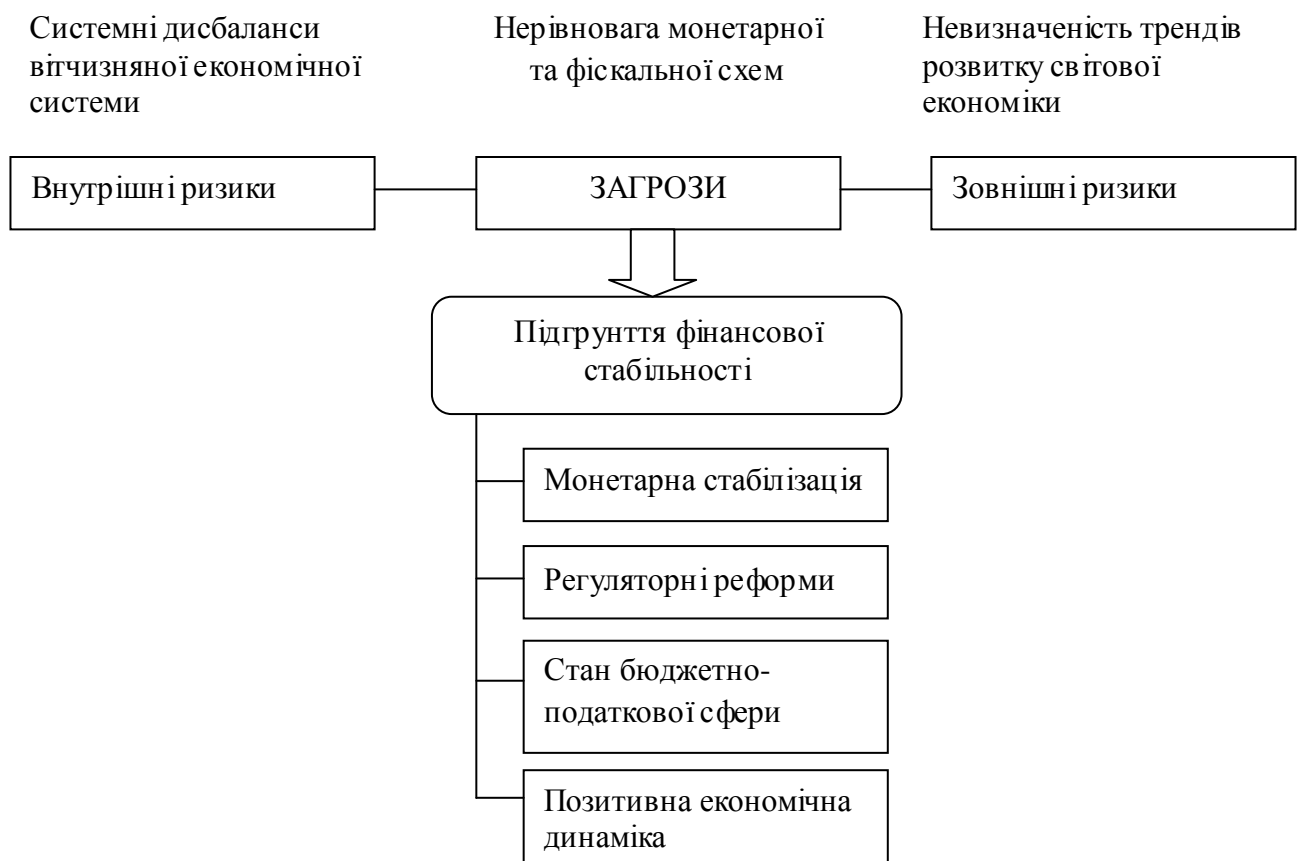 Системні дисбаланси
вітчизняної економічної
системи
Нерівновага монетарної
та фіскальної схем
Невизначеність трендів
розвитку світової
економіки
Внутрішні ризики
ЗАГРОЗИ
Зовнішні ризики
Підгрунття фінансової
стабільності
Монетарна стабілізація
Регуляторні реформи
Стан бюджетно-
податкової сфери
Позитивна економічна
динаміка